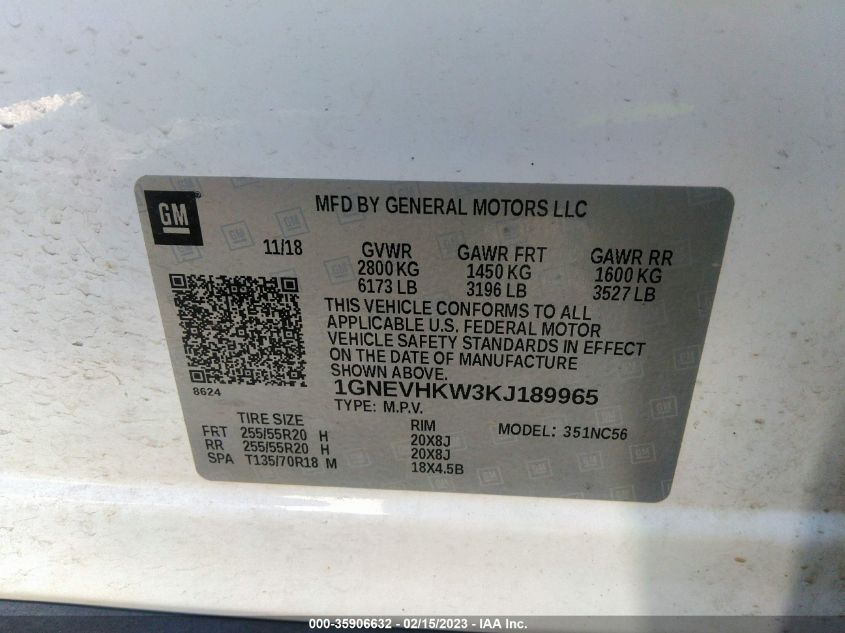 GM
MFD BY GENERAL MOTORS LLC
11/18 GVWR GAWR FRT GAWR RR
2800 KG 1450 KG 1600 KG
6173 LB 3196 LB 3527 LB
THIS VEHICLE CONFORMS TO ALL
APPLICABLE U.S. FEDERAL MOTOR
VEHICLE SAFETY STANDARDS IN EFFECT
ON THE DATE OF MANUFACTURE
SHOWN ABOVE.
8624
1GNEVHKW3KJ189965
TYPE: M.P.V.
TIRE SIZE RIM MODEL: 351NC56
FRT 255/55R20 H 20X8J
RR 255/55R20 H 20X8J
SPA T135/70R18 M 18X4.5B
000-35906632 - 02/15/2023 - IAA Inc.